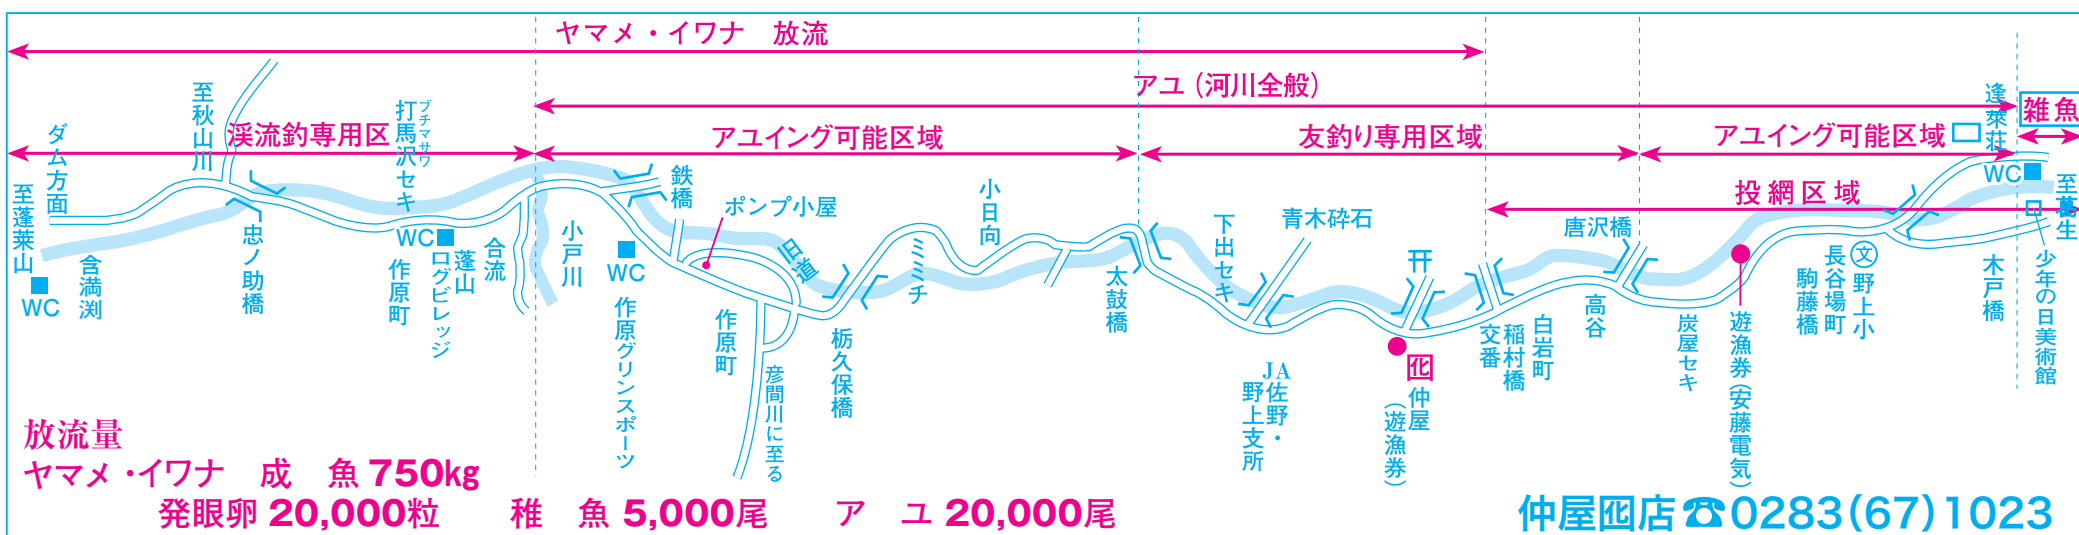 ヤマメ・イワナ　放流
アユ(河川全般)
雑魚
渓流釣専用区
アユイング可能区域
友釣り専用区域
アユイング可能区域
投網区域
至蓬莱山
ダム方面
WC
含満渕
至秋山川
忠ノ助橋
打馬沢セキ
ブチマサワ
WC
作原町
蓬山
ログビレッジ
合流
小戸川
鉄橋
WC
作原グリンスポーツ
ポンプ小屋
作原町
旧道
彦間川に至る
栃久保橋
ミミチ
小日向
太鼓橋
下出セキ
青木砕石
JA佐野・
野上支所
仲屋
(遊漁券)
交番
稲村橋
白岩町
唐沢橋
高谷
炭屋セキ
遊漁券(安藤電気)
駒藤橋
長谷場町
文
野上小
逢莱荘
WC
木戸橋
少年の日美術館
放流量
ヤマメ・イワナ　成　魚 750kg
発眼卵 20,000粒　稚　魚 5,000尾　ア　ユ 20,000尾
仲屋囮店☎0283(67)1023